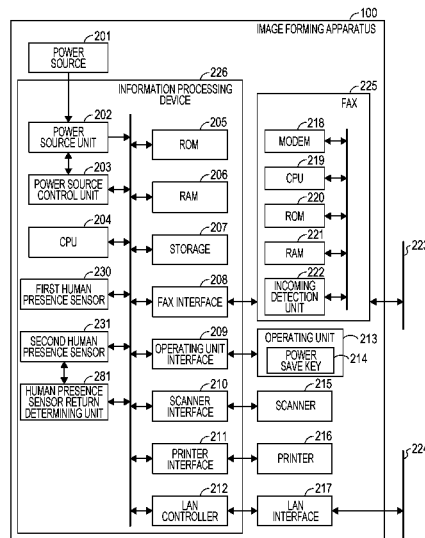 100
IMAGE FORMING APPARATUS
201
POWER
SOURCE
226
INFORMATION PROCESSING
DEVICE
202
POWER
SOURCE UNIT
203
POWER SOURCE
CONTROL UNIT
204
CPU
230
FIRST HUMAN
PRESENCE SENSOR
231
SECOND HUMAN
PRESENCE SENSOR
281
HUMAN PRESENCE
SENSOR RETURN
DETERMINING UNIT
205
ROM
206
RAM
207
STORAGE
208
FAX INTERFACE
209
OPERATING UNIT
INTERFACE
210
SCANNER
INTERFACE
211
PRINTER
INTERFACE
212
LAN
CONTROLLER
225
FAX
218
MODEM
219
CPU
220
ROM
221
RAM
222
INCOMING
DETECTION
UNIT
223
OPERATING UNIT
213
POWER
SAVE KEY
214
215
SCANNER
216
PRINTER
217
LAN
INTERFACE
224